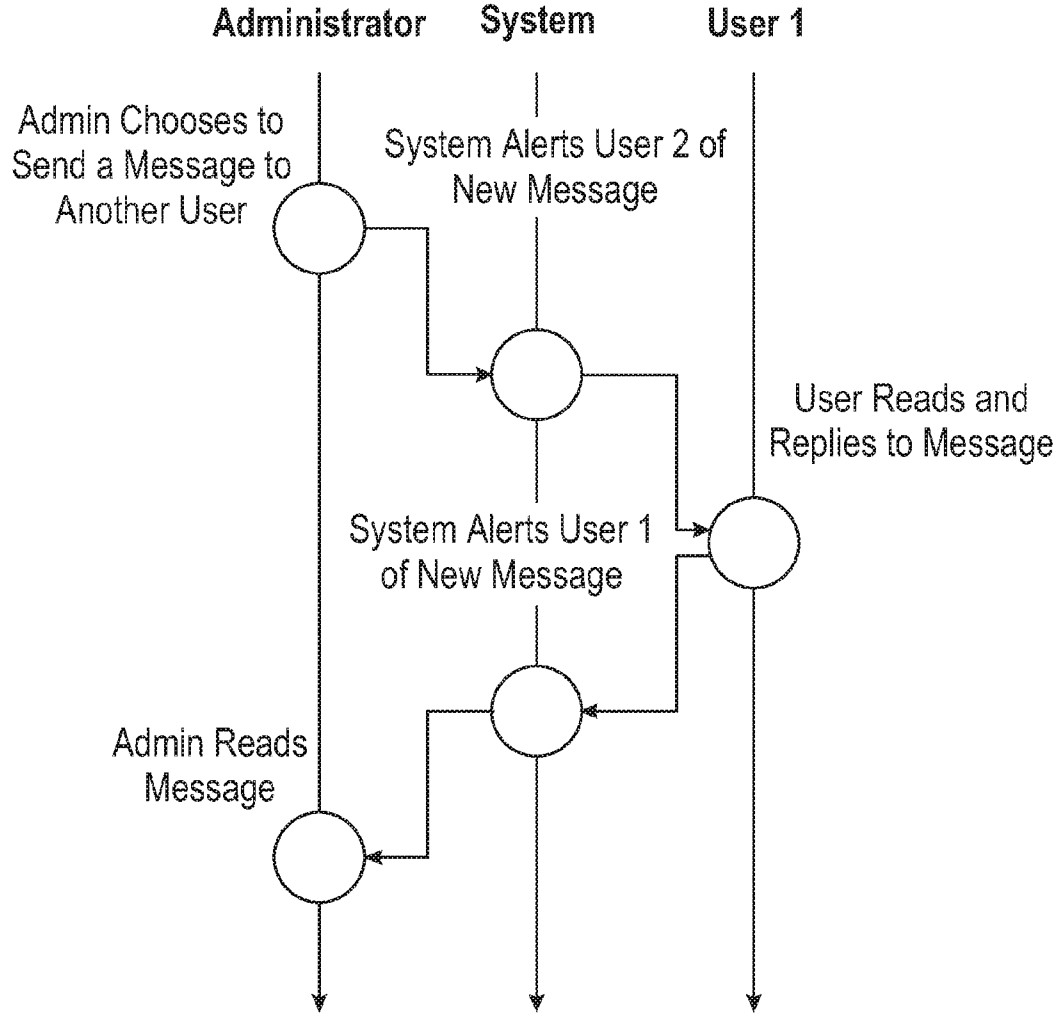 Administrator
System
User 1
Admin Chooses to
Send a Message to
Another User
System Alerts User 2 of
New Message
User Reads and
Replies to Message
System Alerts User 1
of New Message
Admin Reads
Message